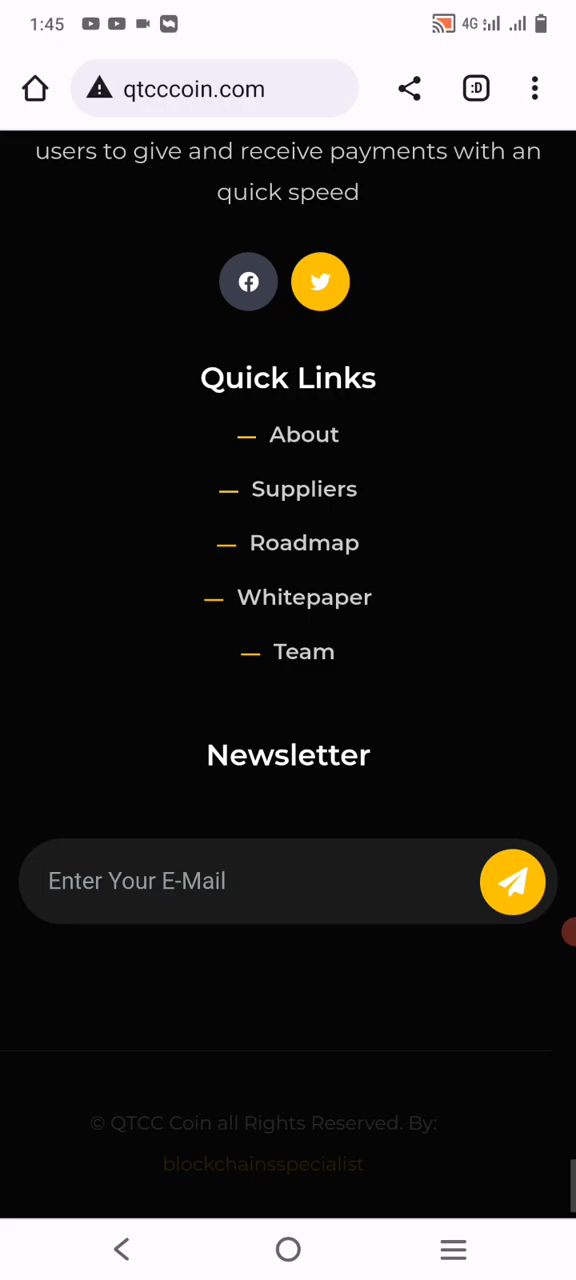 1:45
4G
qtcccoin.com
:D
users to give and receive payments with an
quick speed
Quick Links
About
Suppliers
Roadmap
Whitepaper
Team
Newsletter
Enter Your E-Mail
© QTCC Coin all Rights Reserved. By:
blockchainsspecialist